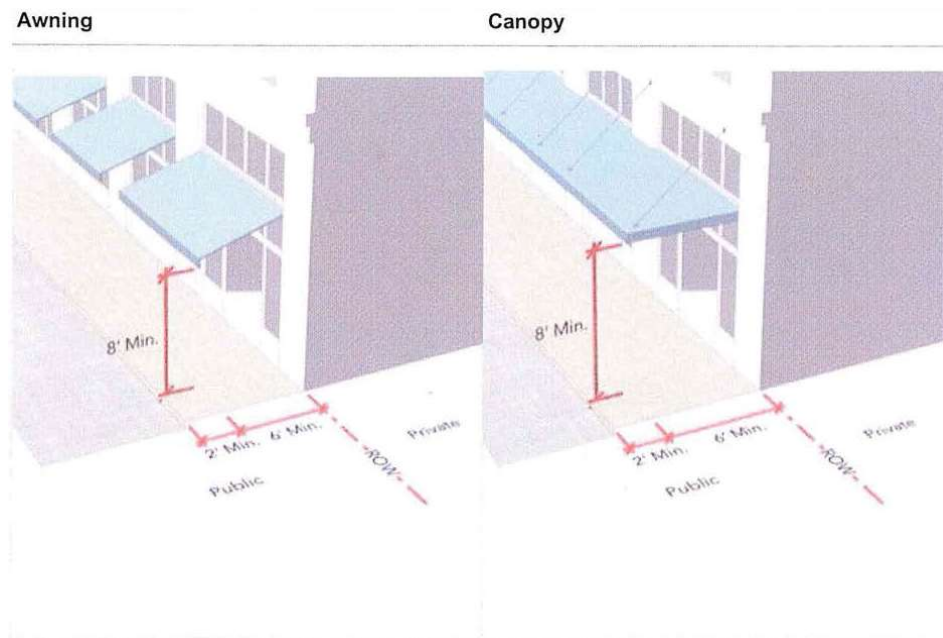 Awning
Canopy
8' Min.
2' Min.
6' Min.
Public
ROW
Private
8' Min.
2' Min.
6' Min.
Public
ROW
Private